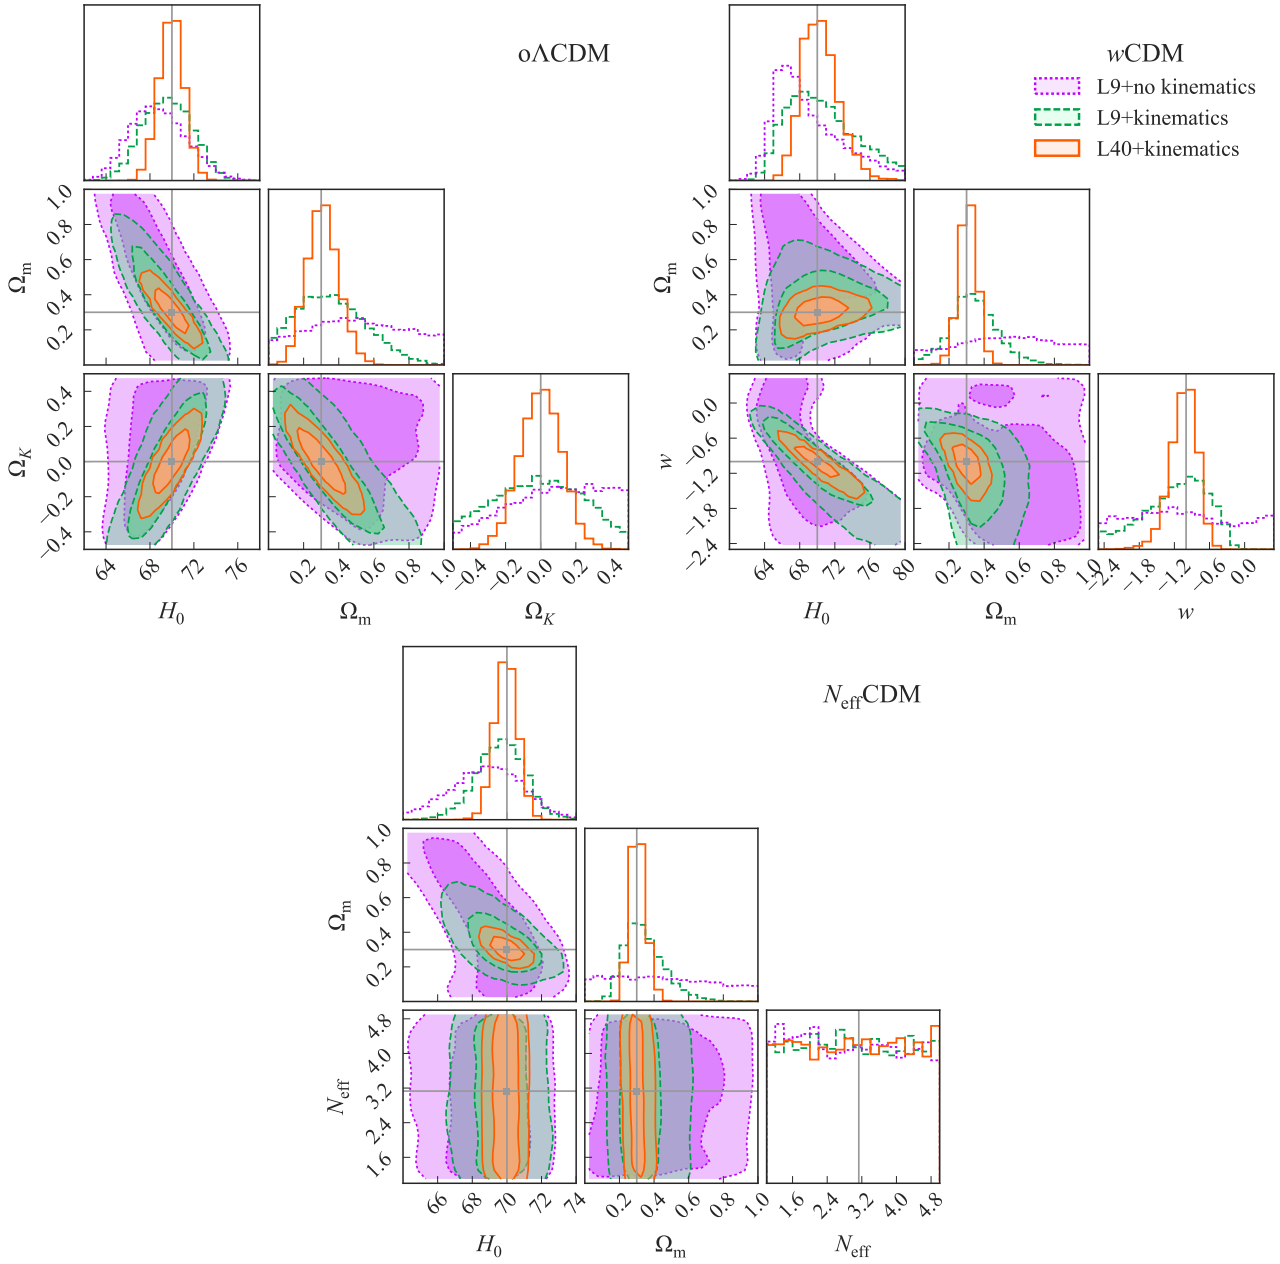 oΛCDM
wCDM
L9+no kinematics
L9+kinematics
L40+kinematics
Ωm
1.0
0.8
0.6
0.4
0.2
Ωm
1.0
0.8
0.6
0.4
0.2
ΩK
0.4
0.2
0.0
−0.2
−0.4
w
0.0
−0.6
−1.2
−1.8
−2.4
64 68 72 76
0.2 0.4 0.6 0.8 1.0
−0.4 −0.2 0.0 0.2 0.4
64 68 72 76 80
0.2 0.4 0.6 0.8 1.0
−2.4 −1.8 −1.2 −0.6 0.0
H0 Ωm ΩK
H0 Ωm w
NeffCDM
Ωm
1.0
0.8
0.6
0.4
0.2
Neff
4.8
4.0
3.2
2.4
1.6
66 68 70 72 74
0.2 0.4 0.6 0.8 1.0
1.6 2.4 3.2 4.0 4.8
H0 Ωm Neff